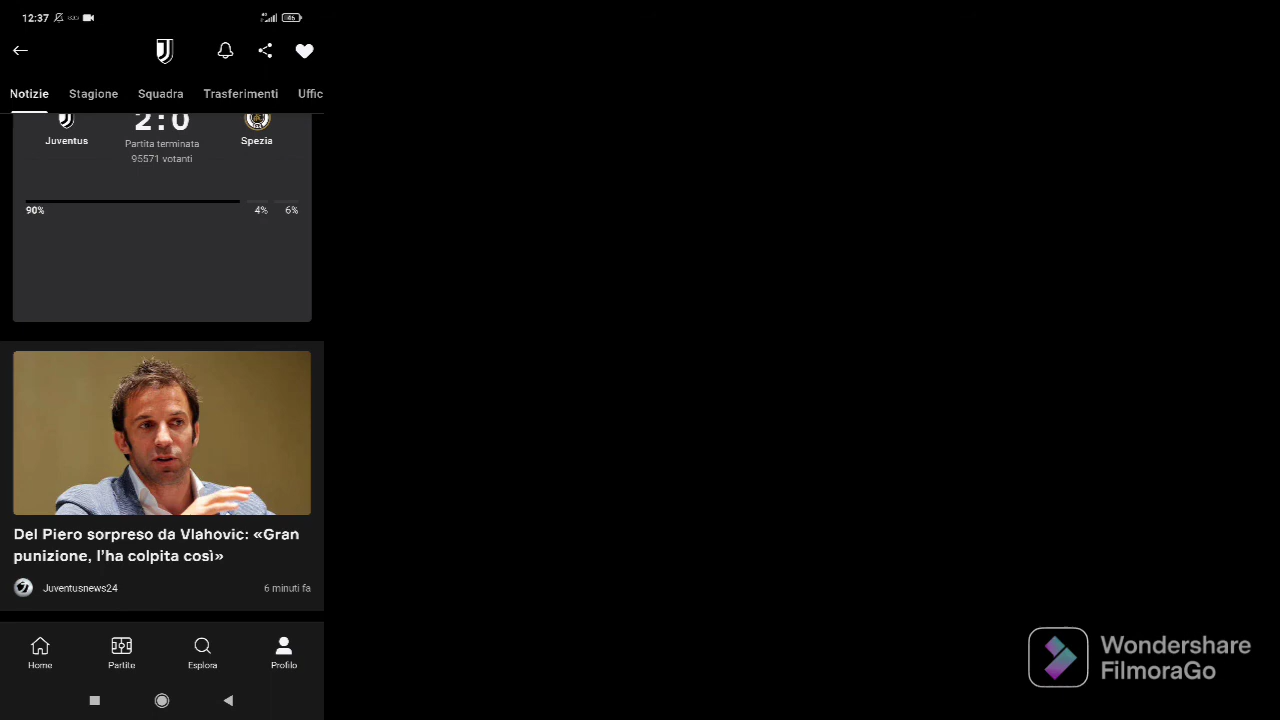 12:37
Notizie Stagione Squadra Trasferimenti Uffic
2:0
Juventus Partita terminata Spezia
95571 votanti
90% 4% 6%
Del Piero sorpreso da Vlahovic: «Gran
punizione, l'ha colpita così»
Juventusnews24 6 minuti fa
Home Partite Esplora Profilo
Wondershare
FilmoraGo